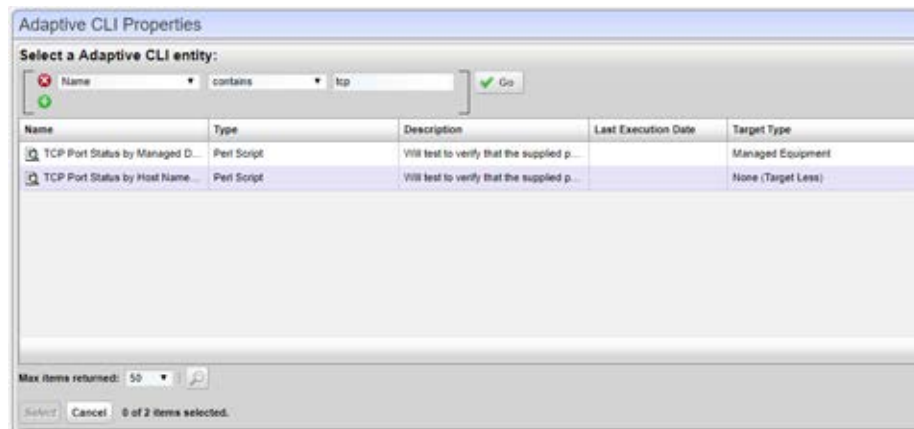 Adaptive CLI Properties
Select a Adaptive CLI entity:
Name contains tcp Go
Name Type Description Last Execution Date Target Type
TCP Port Status by Managed D... Perl Script Will test to verify that the supplied p... Managed Equipment
TCP Port Status by Host Name... Perl Script Will test to verify that the supplied p... None (Target Less)
Max items returned: 50
Select Cancel 0 of 2 items selected.